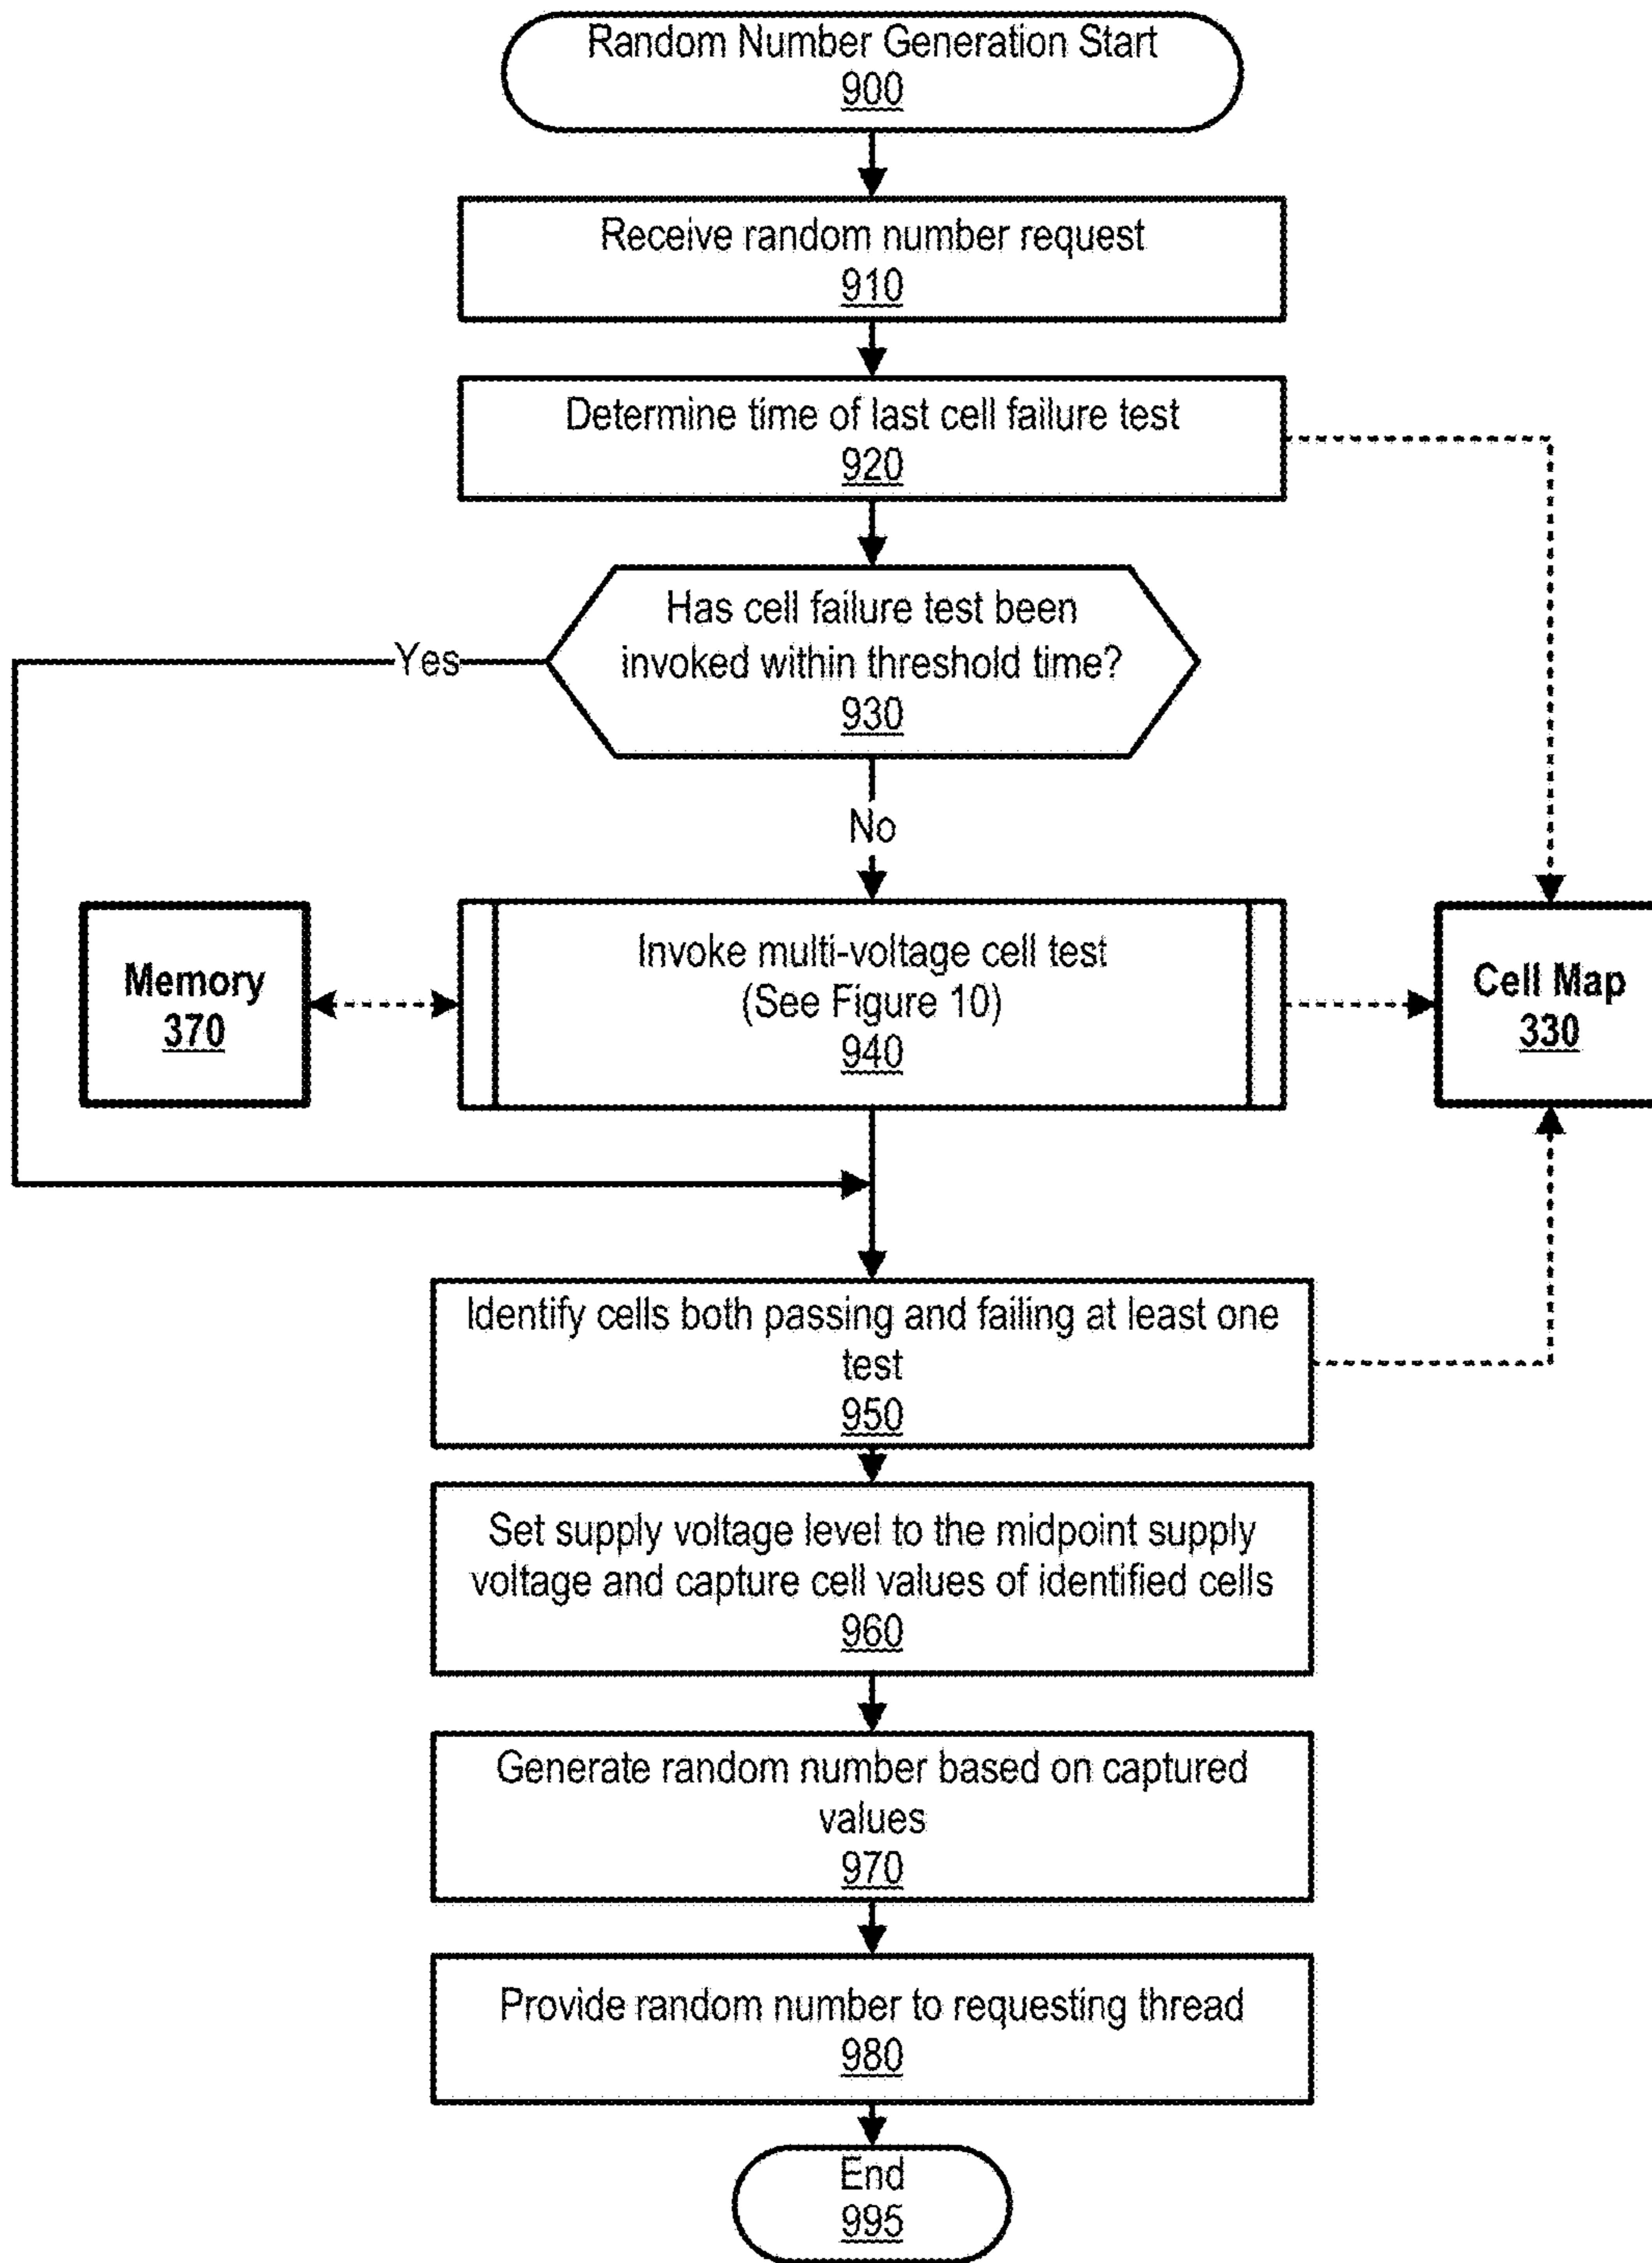 Random Number Generation Start
900
Receive random number request
910
Determine time of last cell failure test
920
Has cell failure test been
invoked within threshold time?
930
Yes
No
Memory
370
Invoke multi-voltage cell test
(See Figure 10)
940
Cell Map
330
Identify cells both passing and failing at least one
test
950
Set supply voltage level to the midpoint supply
voltage and capture cell values of identified cells
960
Generate random number based on captured
values
970
Provide random number to requesting thread
980
End
995